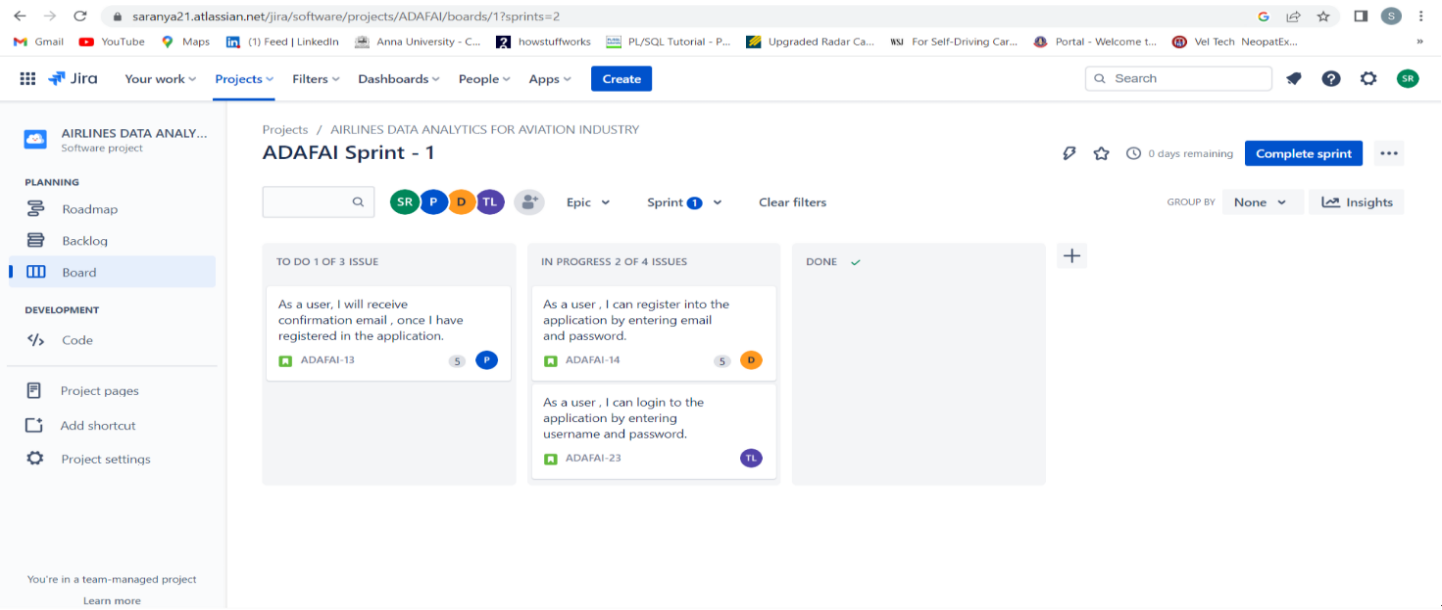 saranya21.atlassian.net/jira/software/projects/ADAFAI/boards/1?sprints=2
G
S
Gmail YouTube Maps (1) Feed | LinkedIn Anna University - C... howstuffworks PL/SQL Tutorial - P... Upgraded Radar Ca... WSJ For Self-Driving Car... Portal - Welcome t... Vel Tech NeopatEx... »
Jira Your work Projects Filters Dashboards People Apps Create Search SR
AIRLINES DATA ANALY...
Software project
PLANNING
Roadmap
Backlog
Board
DEVELOPMENT
Code
Project pages
Add shortcut
Project settings
You're in a team-managed project
Learn more
Projects / AIRLINES DATA ANALYTICS FOR AVIATION INDUSTRY
ADAFAI Sprint - 1
0 days remaining Complete sprint
SR P D TL Epic Sprint 1 Clear filters GROUP BY None Insights
TO DO 1 OF 3 ISSUE
As a user, I will receive
confirmation email , once I have
registered in the application.
ADAFAI-13 5 P
IN PROGRESS 2 OF 4 ISSUES
As a user , I can register into the
application by entering email
and password.
ADAFAI-14 5 D
As a user , I can login to the
application by entering
username and password.
ADAFAI-23 TL
DONE